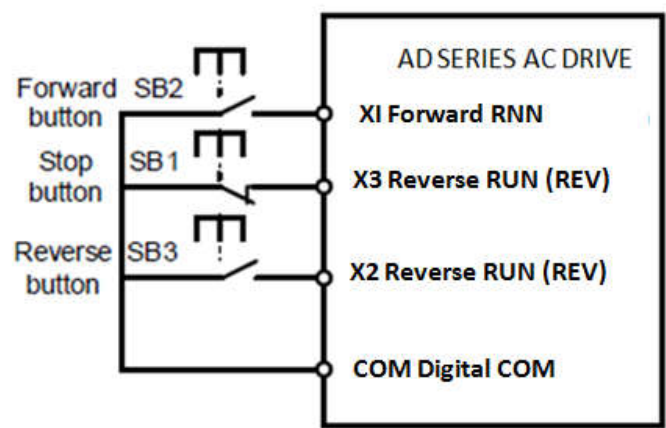 AD SERIES AC DRIVE
Forward SB2
button
XI Forward RNN
Stop SB1
button
X3 Reverse RUN (REV)
Reverse SB3
button
X2 Reverse RUN (REV)
COM Digital COM